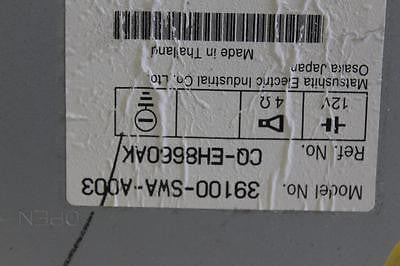 Model No. 39100-SWA-A003
Ref. No. CQ-EH8660AK
12V 4Ω
Matsushita Electric Industrial Co., Ltd.
Osaka Japan
Made in Thailand
OPEN